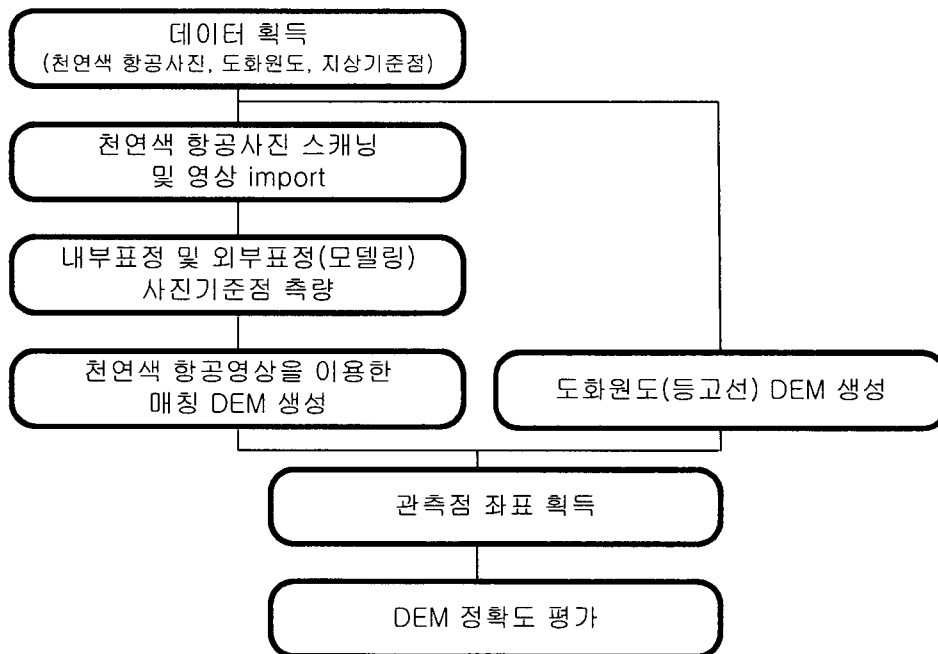 데이터 획득
(천연색 항공사진, 도화원도, 지상기준점)
천연색 항공사진 스캐닝
및 영상 import
내부표정 및 외부표정(모델링)
사진기준점 측량
천연색 항공영상을 이용한
매칭 DEM 생성
도화원도(등고선) DEM 생성
관측점 좌표 획득
DEM 정확도 평가